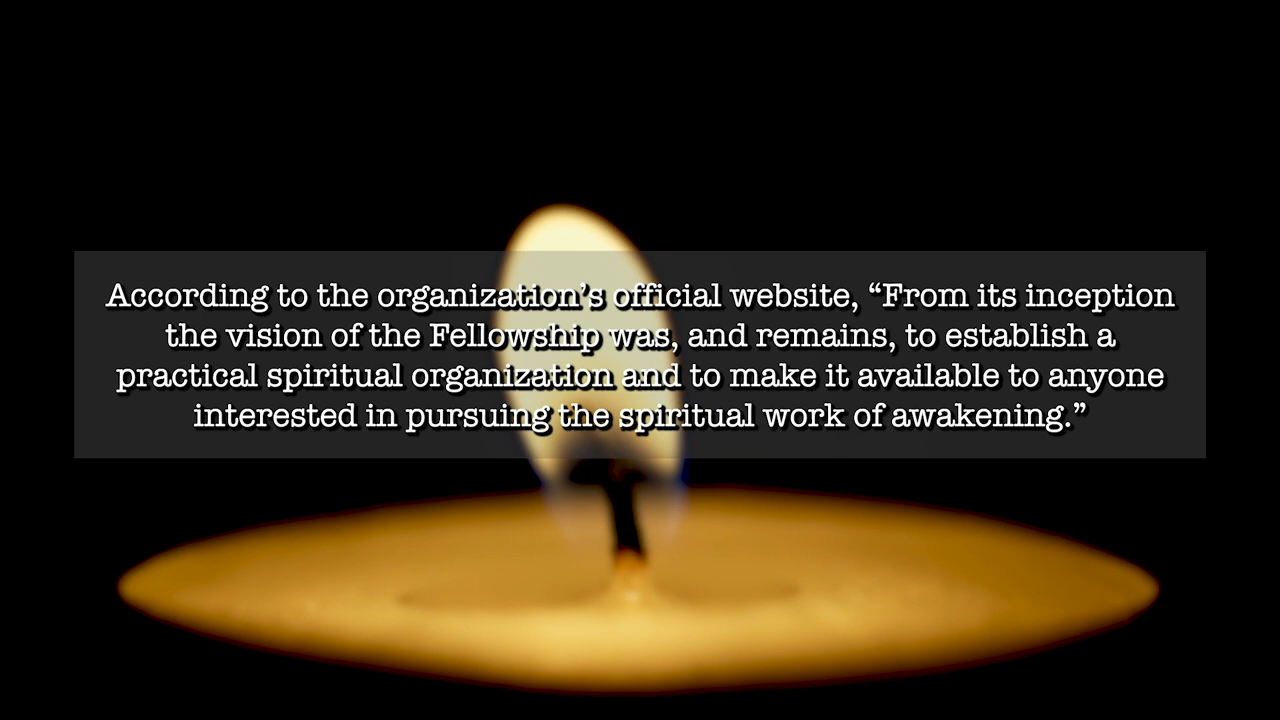 According to the organization’s official website, “From its inception
the vision of the Fellowship was, and remains, to establish a
practical spiritual organization and to make it available to anyone
interested in pursuing the spiritual work of awakening.”